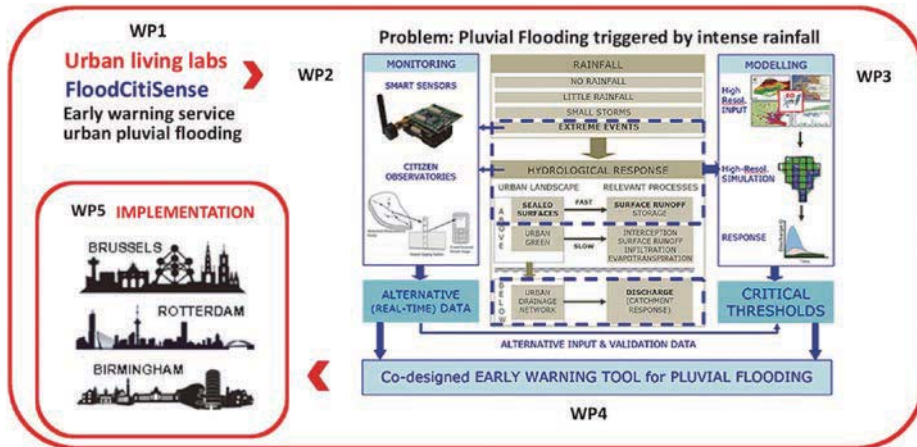 WP1
Urban living labs
FloodCitiSense
Early warning service
urban pluvial flooding
WP2
Problem: Pluvial Flooding triggered by intense rainfall
WP3
MONITORING
SMART SENSORS
CITIZEN
OBSERVATORIES
RAINFALL
NO RAINFALL
LITTLE RAINFALL
SMALL STORMS
EXTREME EVENTS
HYDROLOGICAL RESPONSE
URBAN LANDSCAPE
RELEVANT PROCESSES
ABOVE
SEALED
SURFACES
FAST
SURFACE RUNOFF
STORAGE
URBAN
GREEN
SLOW
INTERCEPTION
SURFACE RUNOFF
INFILTRATION
EVAPOTRANSPIRATION
BELOW
URBAN
DRAINAGE
NETWORK
DISCHARGE
(CATCHMENT
RESPONSE)
MODELLING
High
Resol.
INPUT
High-Resol.
SIMULATION
RESPONSE
Discharge
Time
ALTERNATIVE
(REAL-TIME) DATA
CRITICAL
THRESHOLDS
ALTERNATIVE INPUT & VALIDATION DATA
Co-designed EARLY WARNING TOOL for PLUVIAL FLOODING
WP4
WP5 IMPLEMENTATION
BRUSSELS
ROTTERDAM
BIRMINGHAM